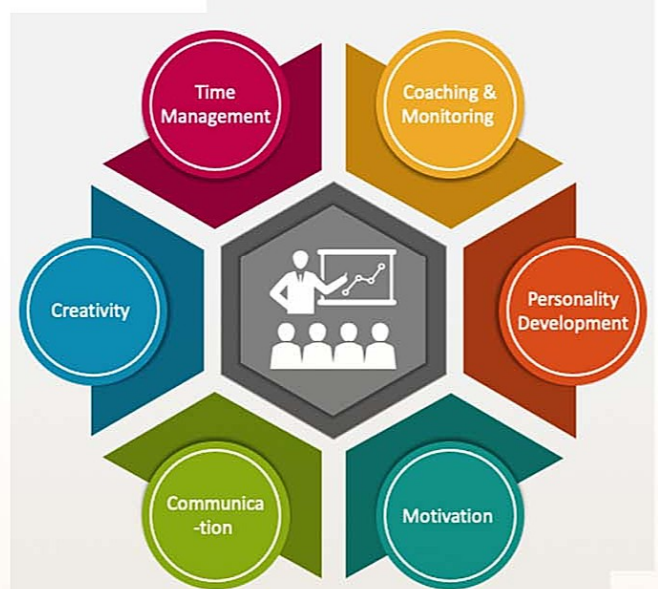 Time
Management
Coaching &
Monitoring
Creativity
Personality
Development
Communica
-tion
Motivation